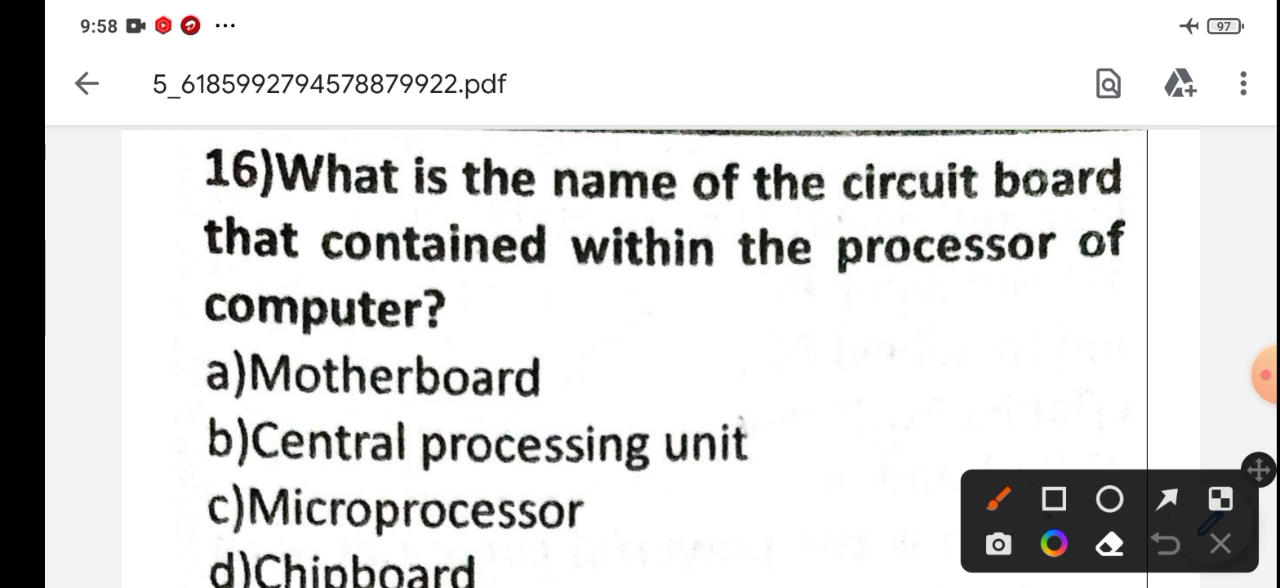 9:58 ... 97
5_6185992794578879922.pdf
16)What is the name of the circuit board
that contained within the processor of
computer?
a)Motherboard
b)Central processing unit
c)Microprocessor
d)Chipboard